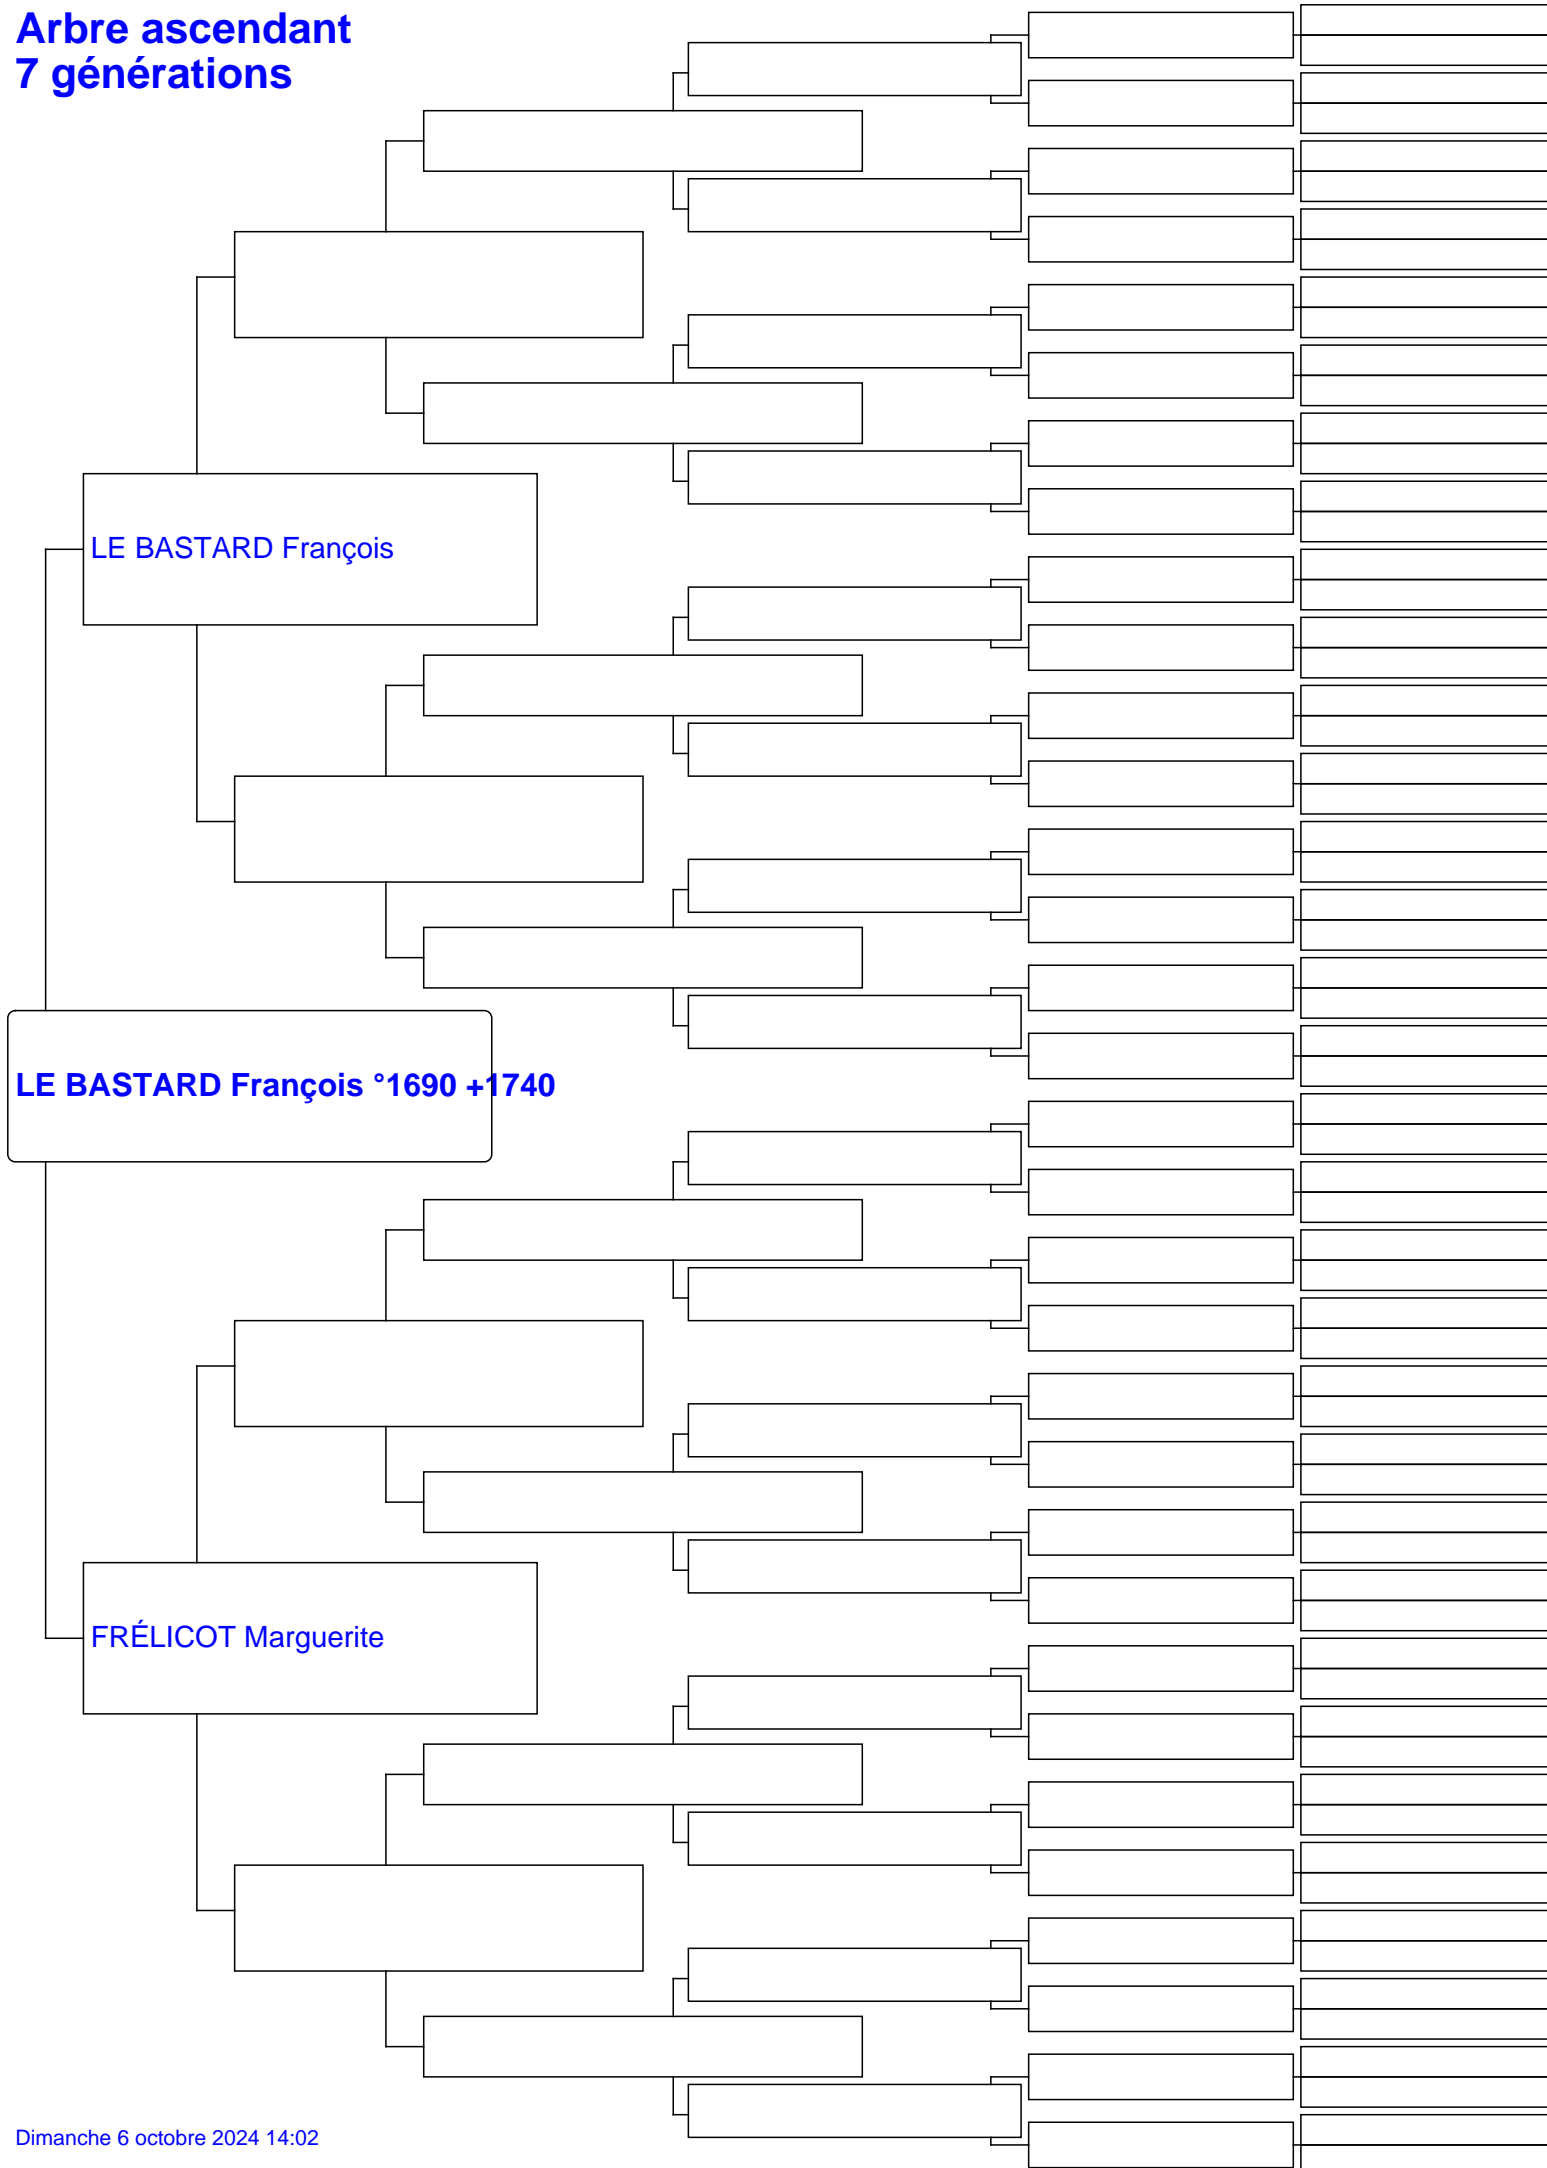 Arbre ascendant
7 générations
LE BASTARD François
LE BASTARD François °1690 +1740
FRÉLICOT Marguerite
Dimanche 6 octobre 2024 14:02